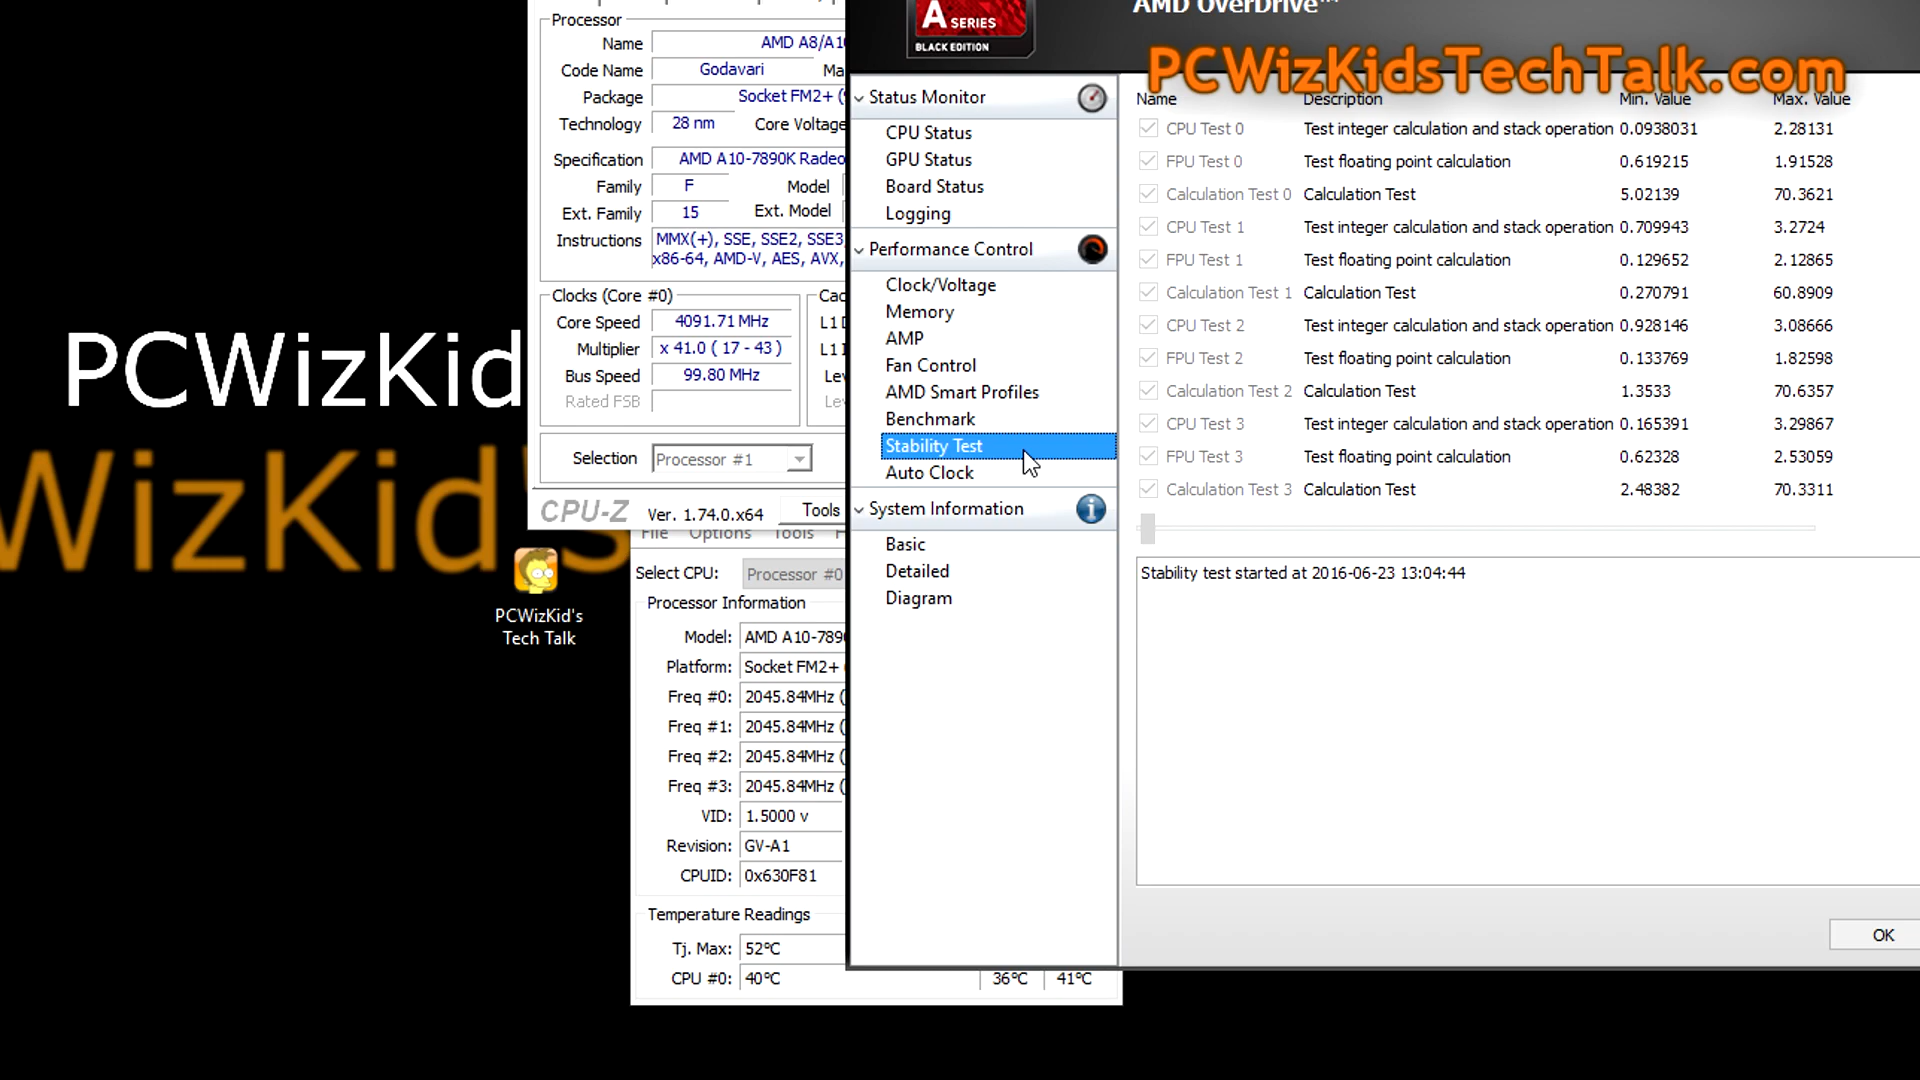 PCWizKid
WizKid's
PCWizKid's
Tech Talk
Processor
Name AMD A8/A10
Code Name Godavari
Package Socket FM2+
Technology 28 nm Core Voltage
Specification AMD A10-7890K
Family F Model
Ext. Family 15 Ext. Model
Instructions MMX(+), SSE, SSE2, SSE3,
x86-64, AMD-V, AES, AVX,
Clocks (Core #0)
Core Speed 4091.71 MHz L1
Multiplier x 41.0 ( 17 - 43 ) L1
Bus Speed 99.80 MHz
Rated FSB
Selection Processor #1
CPU-Z Ver. 1.74.0.x64 Tools
File Options Tools
Select CPU: Processor #0
Processor Information
Model: AMD A10-789
Platform: Socket FM2+
Freq #0: 2045.84MHz (
Freq #1: 2045.84MHz (
Freq #2: 2045.84MHz (
Freq #3: 2045.84MHz (
VID: 1.5000 v
Revision: GV-A1
CPUID: 0x630F81
Temperature Readings
Tj. Max: 52°C
CPU #0: 40°C 36°C 41°C
A SERIES
BLACK EDITION
AMD OverDrive™
PCWizKidsTechTalk.com
Status Monitor
CPU Status
GPU Status
Board Status
Logging
Performance Control
Clock/Voltage
Memory
AMP
Fan Control
AMD Smart Profiles
Benchmark
Stability Test
Auto Clock
System Information
Basic
Detailed
Diagram
Name Description Min. Value Max. Value
CPU Test 0 Test integer calculation and stack operation 0.0938031 2.28131
FPU Test 0 Test floating point calculation 0.619215 1.91528
Calculation Test 0 Calculation Test 5.02139 70.3621
CPU Test 1 Test integer calculation and stack operation 0.709943 3.2724
FPU Test 1 Test floating point calculation 0.129652 2.12865
Calculation Test 1 Calculation Test 0.270791 60.8909
CPU Test 2 Test integer calculation and stack operation 0.928146 3.08666
FPU Test 2 Test floating point calculation 0.133769 1.82598
Calculation Test 2 Calculation Test 1.3533 70.6357
CPU Test 3 Test integer calculation and stack operation 0.165391 3.29867
FPU Test 3 Test floating point calculation 0.62328 2.53059
Calculation Test 3 Calculation Test 2.48382 70.3311
Stability test started at 2016-06-23 13:04:44
OK